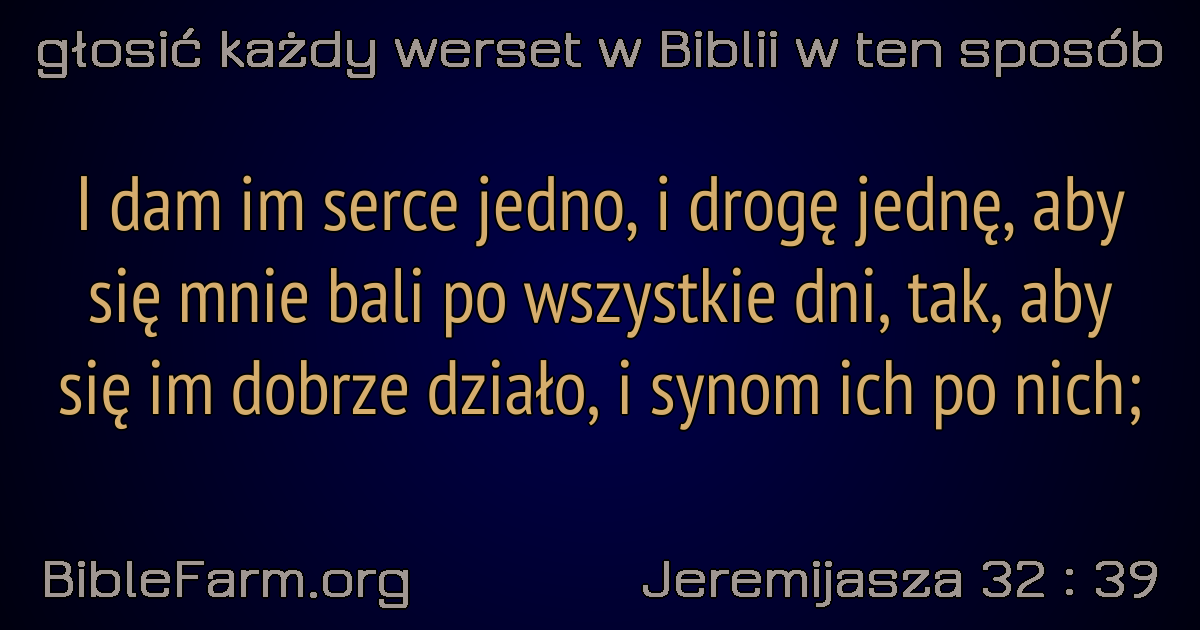 głosić każdy werset w Biblii w ten sposób
I dam im serce jedno, i drogę jednę, aby
się mnie bali po wszystkie dni, tak, aby
się im dobrze działo, i synom ich po nich;
BibleFarm.org
Jeremijasza 32 : 39